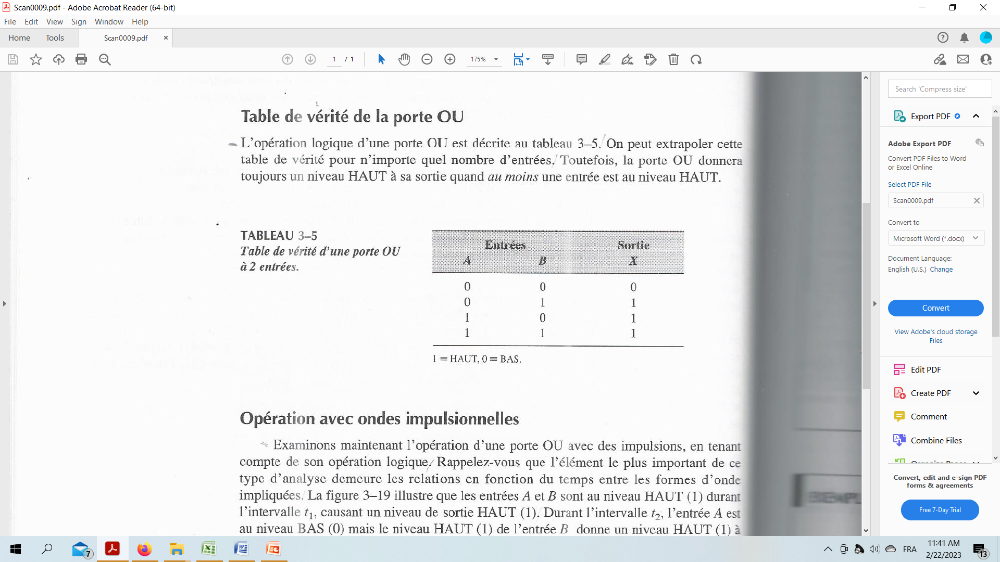 Scan0009.pdf - Adobe Acrobat Reader (64-bit)
File Edit View Sign Window Help
Home Tools Scan0009.pdf
1 / 1 175%
Table de vérité de la porte OU
L'opération logique d'une porte OU est décrite au tableau 3–5. On peut extrapoler cette
table de vérité pour n'importe quel nombre d'entrées. Toutefois, la porte OU donnera
toujours un niveau HAUT à sa sortie quand au moins une entrée est au niveau HAUT.
TABLEAU 3–5
Table de vérité d'une porte OU
à 2 entrées.
Entrées Sortie
A B X
0 0 0
0 1 1
1 0 1
1 1 1
1 ≡ HAUT, 0 ≡ BAS.
Opération avec ondes impulsionnelles
Examinons maintenant l'opération d'une porte OU avec des impulsions, en tenant
compte de son opération logique. Rappelez-vous que l'élément le plus important de ce
type d'analyse demeure les relations en fonction du temps entre les formes d'onde
impliquées. La figure 3–19 illustre que les entrées A et B sont au niveau HAUT (1) durant
l'intervalle t1, causant un niveau de sortie HAUT (1). Durant l'intervalle t2, l'entrée A est
au niveau BAS (0) mais le niveau HAUT (1) de l'entrée B donne un niveau HAUT (1) à
Search 'Compress size'
Export PDF
Adobe Export PDF
Convert PDF Files to Word
or Excel Online
Select PDF File
Scan0009.pdf
Convert to
Microsoft Word (*.docx)
Document Language:
English (U.S.) Change
Convert
View Adobe's cloud storage
Files
Edit PDF
Create PDF
Comment
Combine Files
Organize Pages
Convert, edit and e-sign PDF
forms & agreements
Free 7-Day Trial
7
FRA
11:41 AM
2/22/2023
13